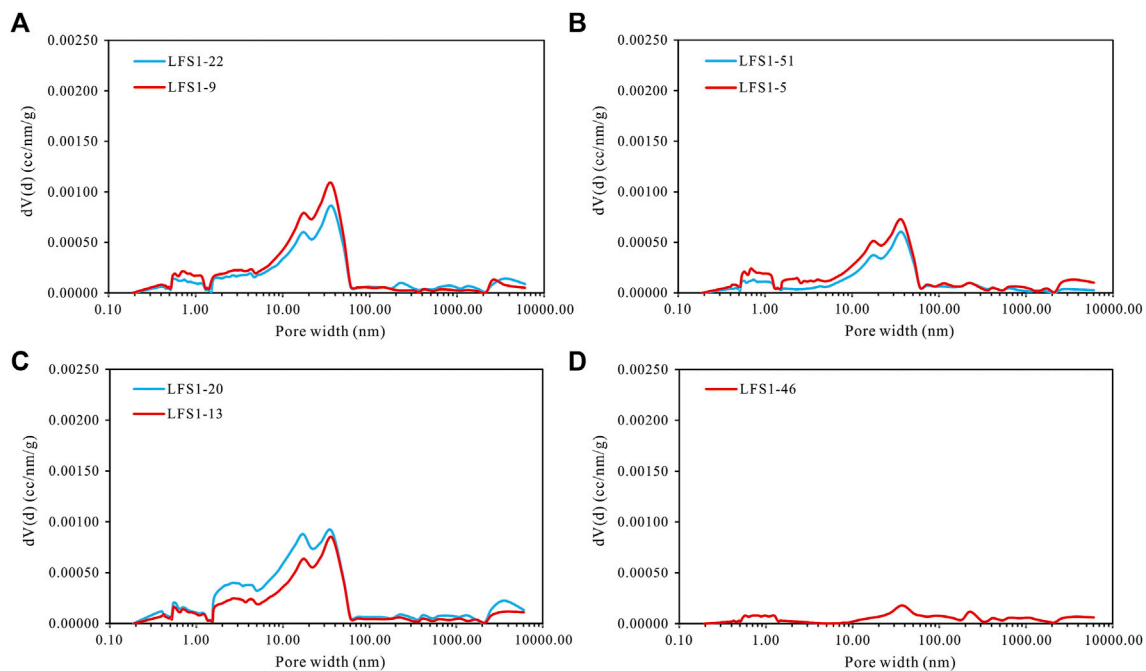 A
dV(d) (cc/nm/g)
0.00250
0.00200
0.00150
0.00100
0.00050
0.00000
LFS1-22
LFS1-9
0.10
1.00
10.00
100.00
1000.00
10000.00
Pore width (nm)
B
dV(d) (cc/nm/g)
0.00250
0.00200
0.00150
0.00100
0.00050
0.00000
LFS1-51
LFS1-5
0.10
1.00
10.00
100.00
1000.00
10000.00
Pore width (nm)
C
dV(d) (cc/nm/g)
0.00250
0.00200
0.00150
0.00100
0.00050
0.00000
LFS1-20
LFS1-13
0.10
1.00
10.00
100.00
1000.00
10000.00
Pore width (nm)
D
dV(d) (cc/nm/g)
0.00250
0.00200
0.00150
0.00100
0.00050
0.00000
LFS1-46
0.10
1.00
10.00
100.00
1000.00
10000.00
Pore width (nm)